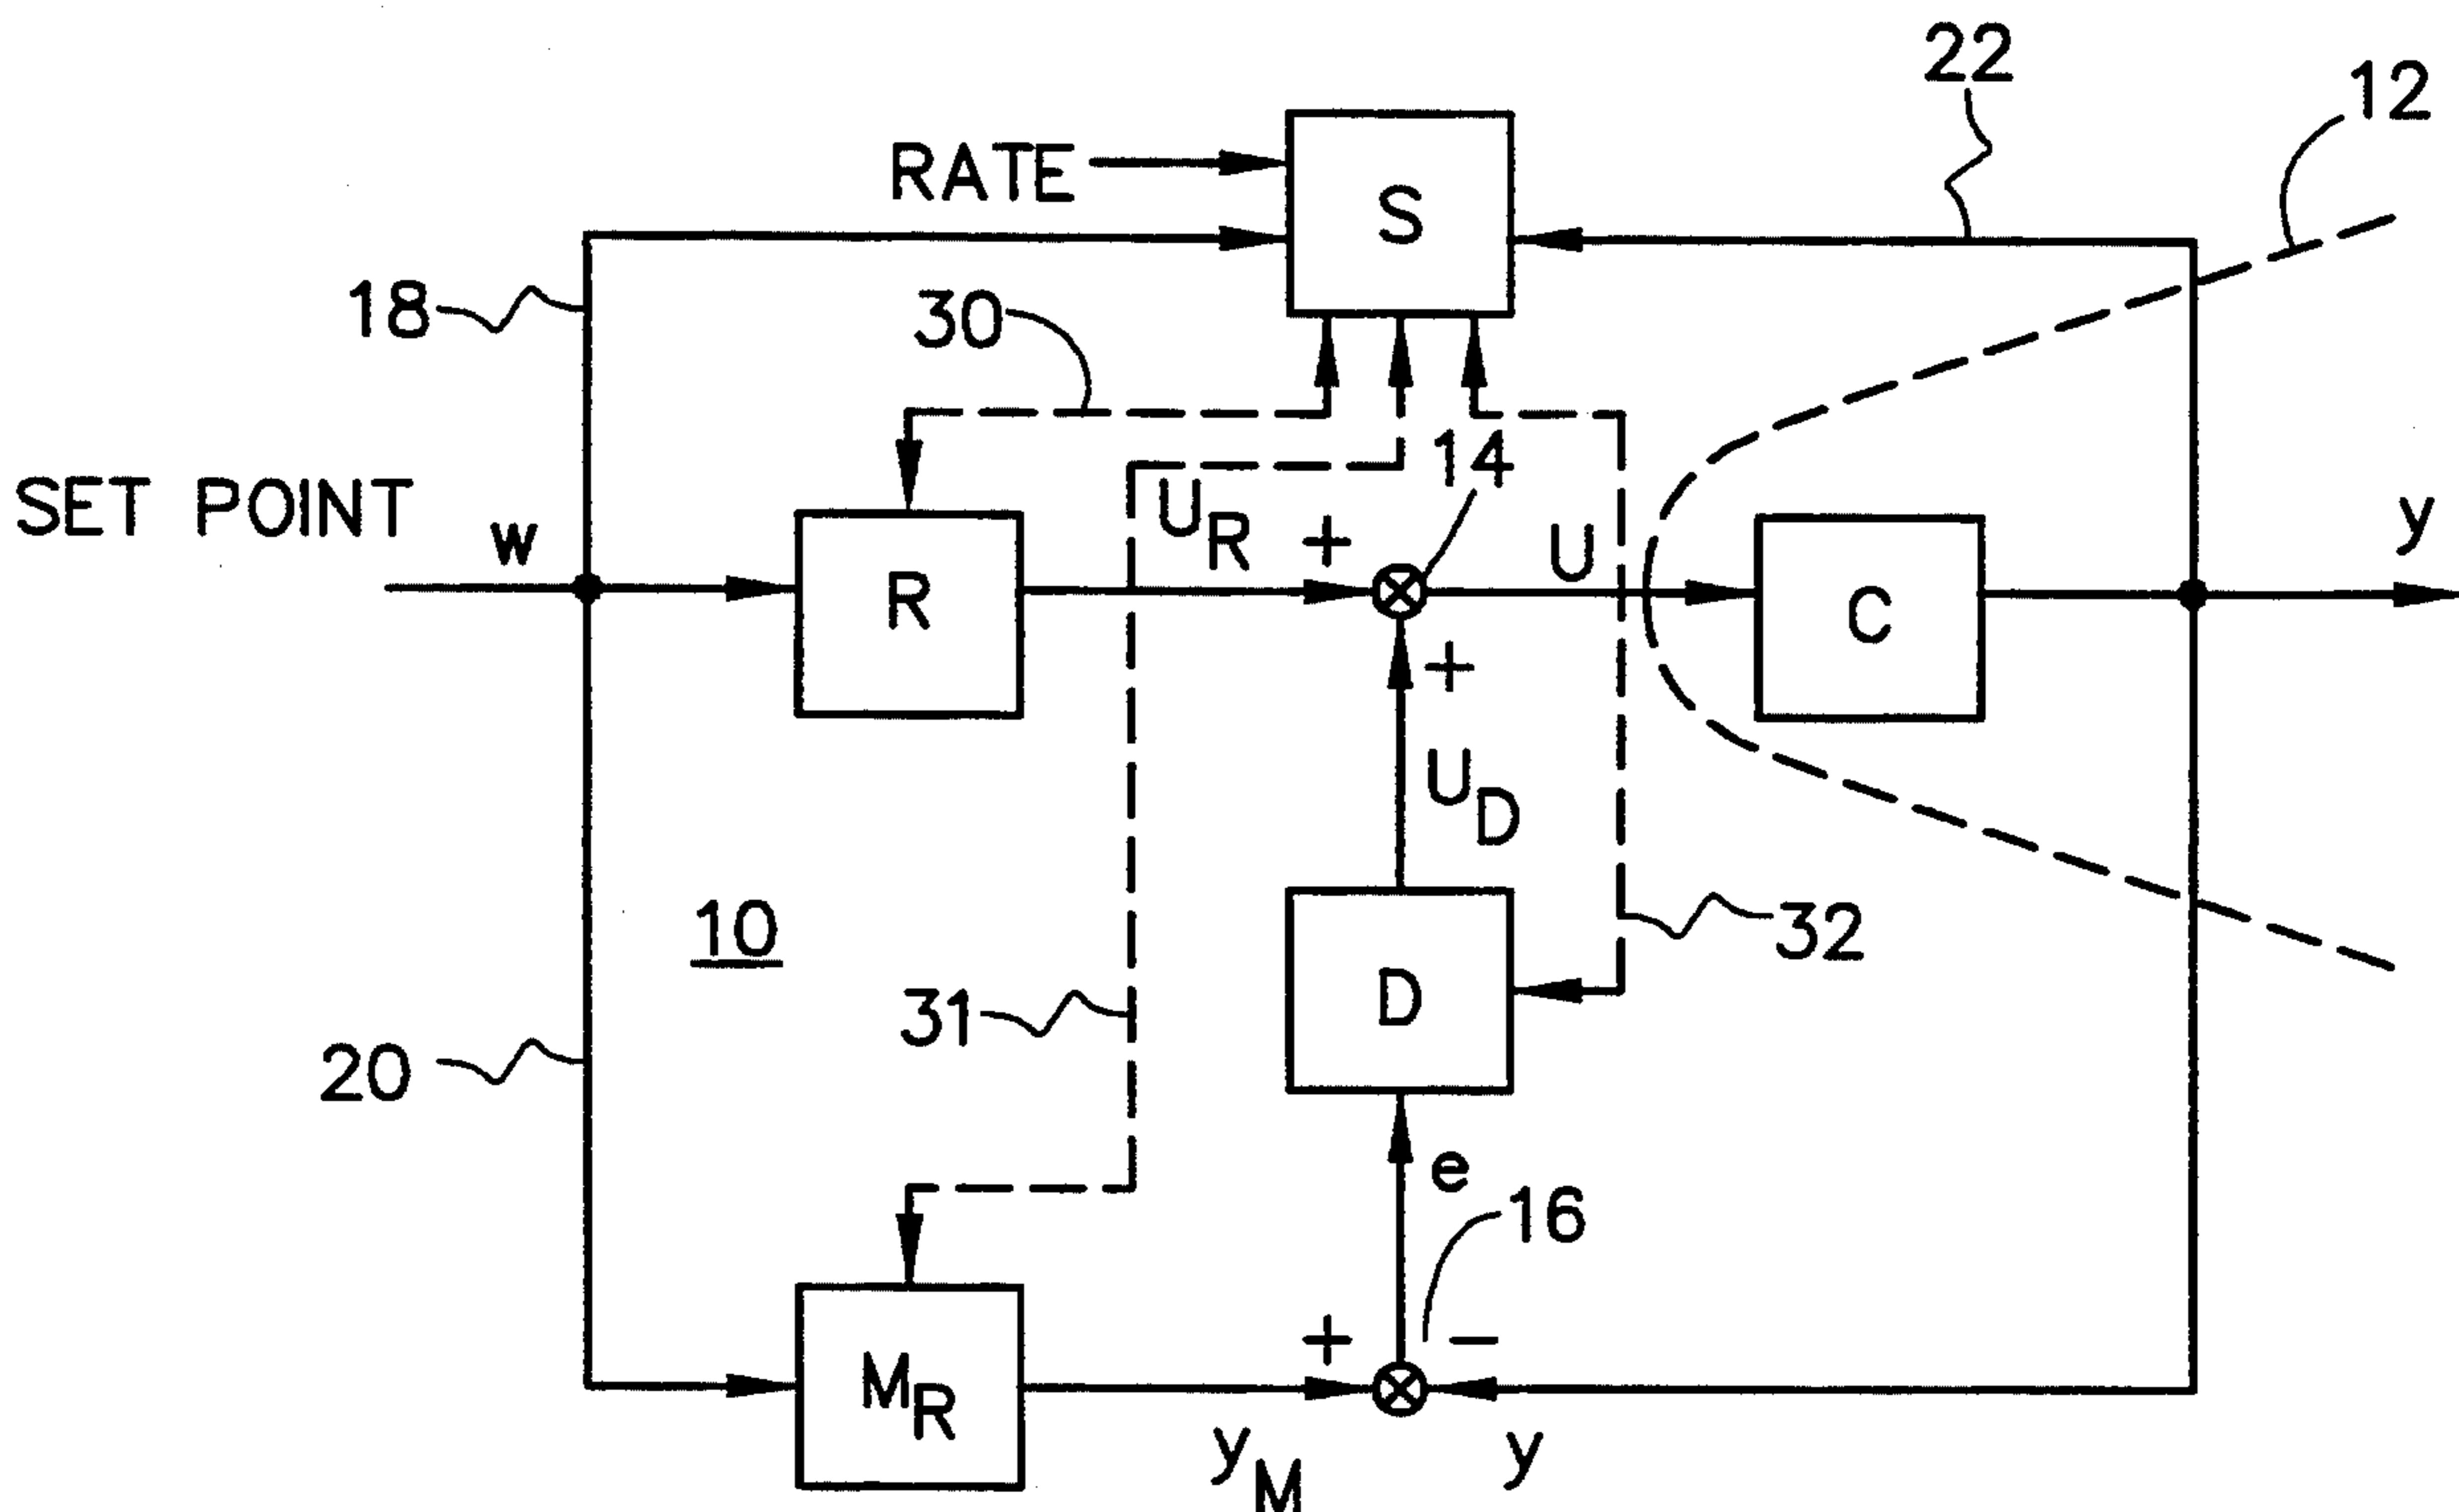 22
12
RATE
S
18
30
14
SET POINT
w
U_R
+
U
y
R
C
+
U_D
10
32
31
D
20
e
16
+
−
M_R
y_M
y